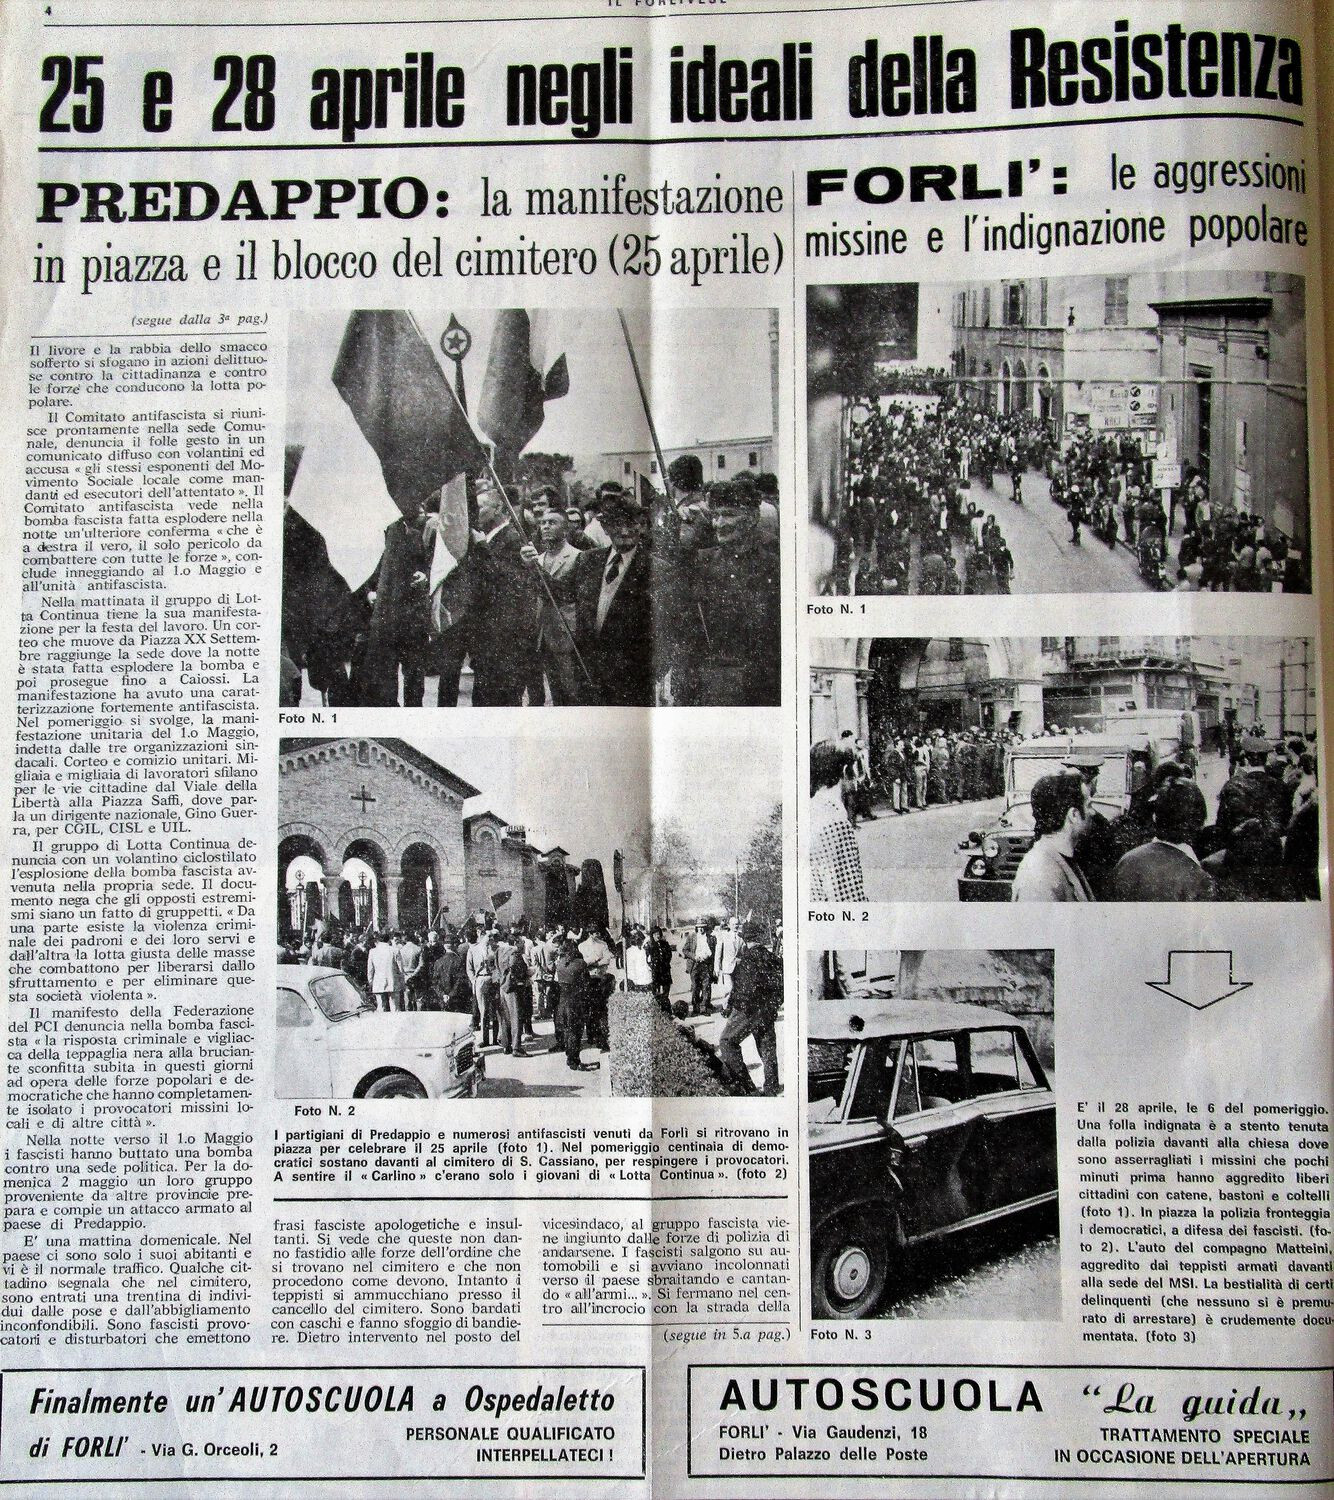 4
IL FORLIVESE
25 e 28 aprile negli ideali della Resistenza
PREDAPPIO: la manifestazione
in piazza e il blocco del cimitero (25 aprile)
(segue dalla 3ª pag.)
Il livore e la rabbia dello smacco
sofferto si sfogano in azioni delittuo-
se contro la cittadinanza e contro
le forze che conducono la lotta po-
polare.
Il Comitato antifascista si riuni-
sce prontamente nella sede Comu-
nale, denuncia il folle gesto in un
comunicato diffuso con volantini ed
accusa « gli stessi esponenti del Mo-
vimento Sociale locale come man-
danti ed esecutori dell'attentato ». Il
Comitato antifascista vede nella
bomba fascista fatta esplodere nella
notte un'ulteriore conferma « che è
a destra il vero, il solo pericolo da
combattere con tutte le forze », con-
clude inneggiando al 1.o Maggio e
all'unità antifascista.
Nella mattinata il gruppo di Lot-
ta Continua tiene la sua manifesta-
zione per la festa del lavoro. Un cor-
teo che muove da Piazza XX Settem-
bre raggiunge la sede dove la notte
è stata fatta esplodere la bomba e
poi prosegue fino a Caiossi. La
manifestazione ha avuto una carat-
terizzazione fortemente antifascista.
Nel pomeriggio si svolge, la mani-
festazione unitaria del 1.o Maggio,
indetta dalle tre organizzazioni sin-
dacali. Corteo e comizio unitari. Mi-
gliaia e migliaia di lavoratori sfilano
per le vie cittadine dal Viale della
Libertà alla Piazza Saffi, dove par-
la un dirigente nazionale, Gino Guer-
ra, per CGIL, CISL e UIL.
Il gruppo di Lotta Continua de-
nuncia con un volantino ciclostilato
l'esplosione della bomba fascista av-
venuta nella propria sede. Il docu-
mento nega che gli opposti estremi-
smi siano un fatto di gruppetti. « Da
una parte esiste la violenza crimi-
nale dei padroni e dei loro servi e
dall'altra la lotta giusta delle masse
che combattono per liberarsi dallo
sfruttamento e per eliminare que-
sta società violenta ».
Il manifesto della Federazione
del PCI denuncia nella bomba fasci-
sta « la risposta criminale e vigliac-
ca della teppaglia nera alla brucian-
te sconfitta subita in questi giorni
ad opera delle forze popolari e de-
mocratiche che hanno completamen-
te isolato i provocatori missini lo-
cali e di altre città ».
Nella notte verso il 1.o Maggio
i fascisti hanno buttato una bomba
contro una sede politica. Per la do-
menica 2 maggio un loro gruppo
proveniente da altre provincie pre-
para e compie un attacco armato al
paese di Predappio.
E' una mattina domenicale. Nel
paese ci sono solo i suoi abitanti e
vi è il normale traffico. Qualche cit-
tadino segnala che nel cimitero,
sono entrati una trentina di indivi-
dui dalle pose e dall'abbigliamento
inconfondibili. Sono fascisti provo-
catori e disturbatori che emettono
Foto N. 1
Foto N. 2
I partigiani di Predappio e numerosi antifascisti venuti da Forlì si ritrovano in
piazza per celebrare il 25 aprile (foto 1). Nel pomeriggio centinaia di demo-
cratici sostano davanti al cimitero di S. Cassiano, per respingere i provocatori.
A sentire il « Carlino » c'erano solo i giovani di « Lotta Continua ». (foto 2)
frasi fasciste apologetiche e insul-
tanti. Si vede che queste non dan-
no fastidio alle forze dell'ordine che
si trovano nel cimitero e che non
procedono come devono. Intanto i
teppisti si ammucchiano presso il
cancello del cimitero. Sono bardati
con caschi e fanno sfoggio di bandie-
re. Dietro intervento nel posto del
vicesindaco, al gruppo fascista vie-
ne ingiunto dalle forze di polizia di
andarsene. I fascisti salgono su au-
tomobili e si avviano incolonnati
verso il paese sbraitando e cantan-
do « all'armi... ». Si fermano nel cen-
tro all'incrocio con la strada della
(segue in 5.a pag.)
FORLI': le aggressioni
missine e l'indignazione popolare
Foto N. 1
Foto N. 2
Foto N. 3
E' il 28 aprile, le 6 del pomeriggio.
Una folla indignata è a stento tenuta
dalla polizia davanti alla chiesa dove
sono asserragliati i missini che pochi
minuti prima hanno aggredito liberi
cittadini con catene, bastoni e coltelli
(foto 1). In piazza la polizia fronteggia
i democratici, a difesa dei fascisti. (fo-
to 2). L'auto del compagno Matteini,
aggredito dai teppisti armati davanti
alla sede del MSI. La bestialità di certi
delinquenti (che nessuno si è premu-
rato di arrestare) è crudemente docu-
mentata. (foto 3)
Finalmente un' AUTOSCUOLA a Ospedaletto
di FORLI' - Via G. Orceoli, 2
PERSONALE QUALIFICATO
INTERPELLATECI !
AUTOSCUOLA "La guida„
FORLI' - Via Gaudenzi, 18
Dietro Palazzo delle Poste
TRATTAMENTO SPECIALE
IN OCCASIONE DELL'APERTURA